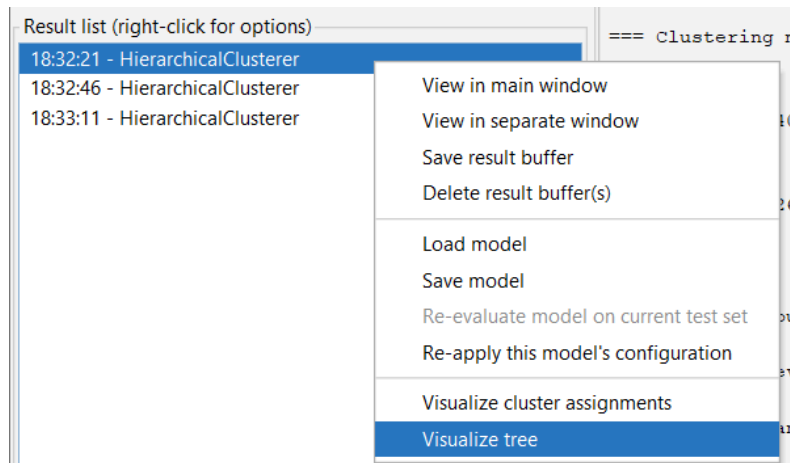 Result list (right-click for options)
=== Clustering
18:32:21 - HierarchicalClusterer
18:32:46 - HierarchicalClusterer
18:33:11 - HierarchicalClusterer
View in main window
View in separate window
Save result buffer
Delete result buffer(s)
Load model
Save model
Re-evaluate model on current test set
Re-apply this model's configuration
Visualize cluster assignments
Visualize tree